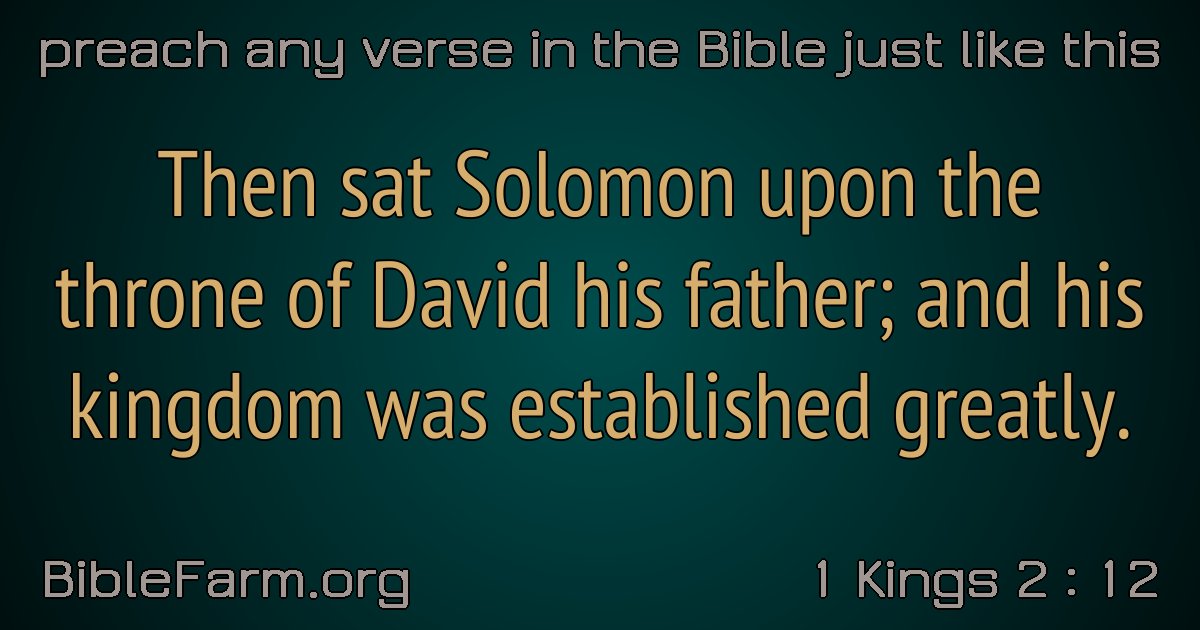 preach any verse in the Bible just like this
Then sat Solomon upon the
throne of David his father; and his
kingdom was established greatly.
BibleFarm.org
1 Kings 2 : 12